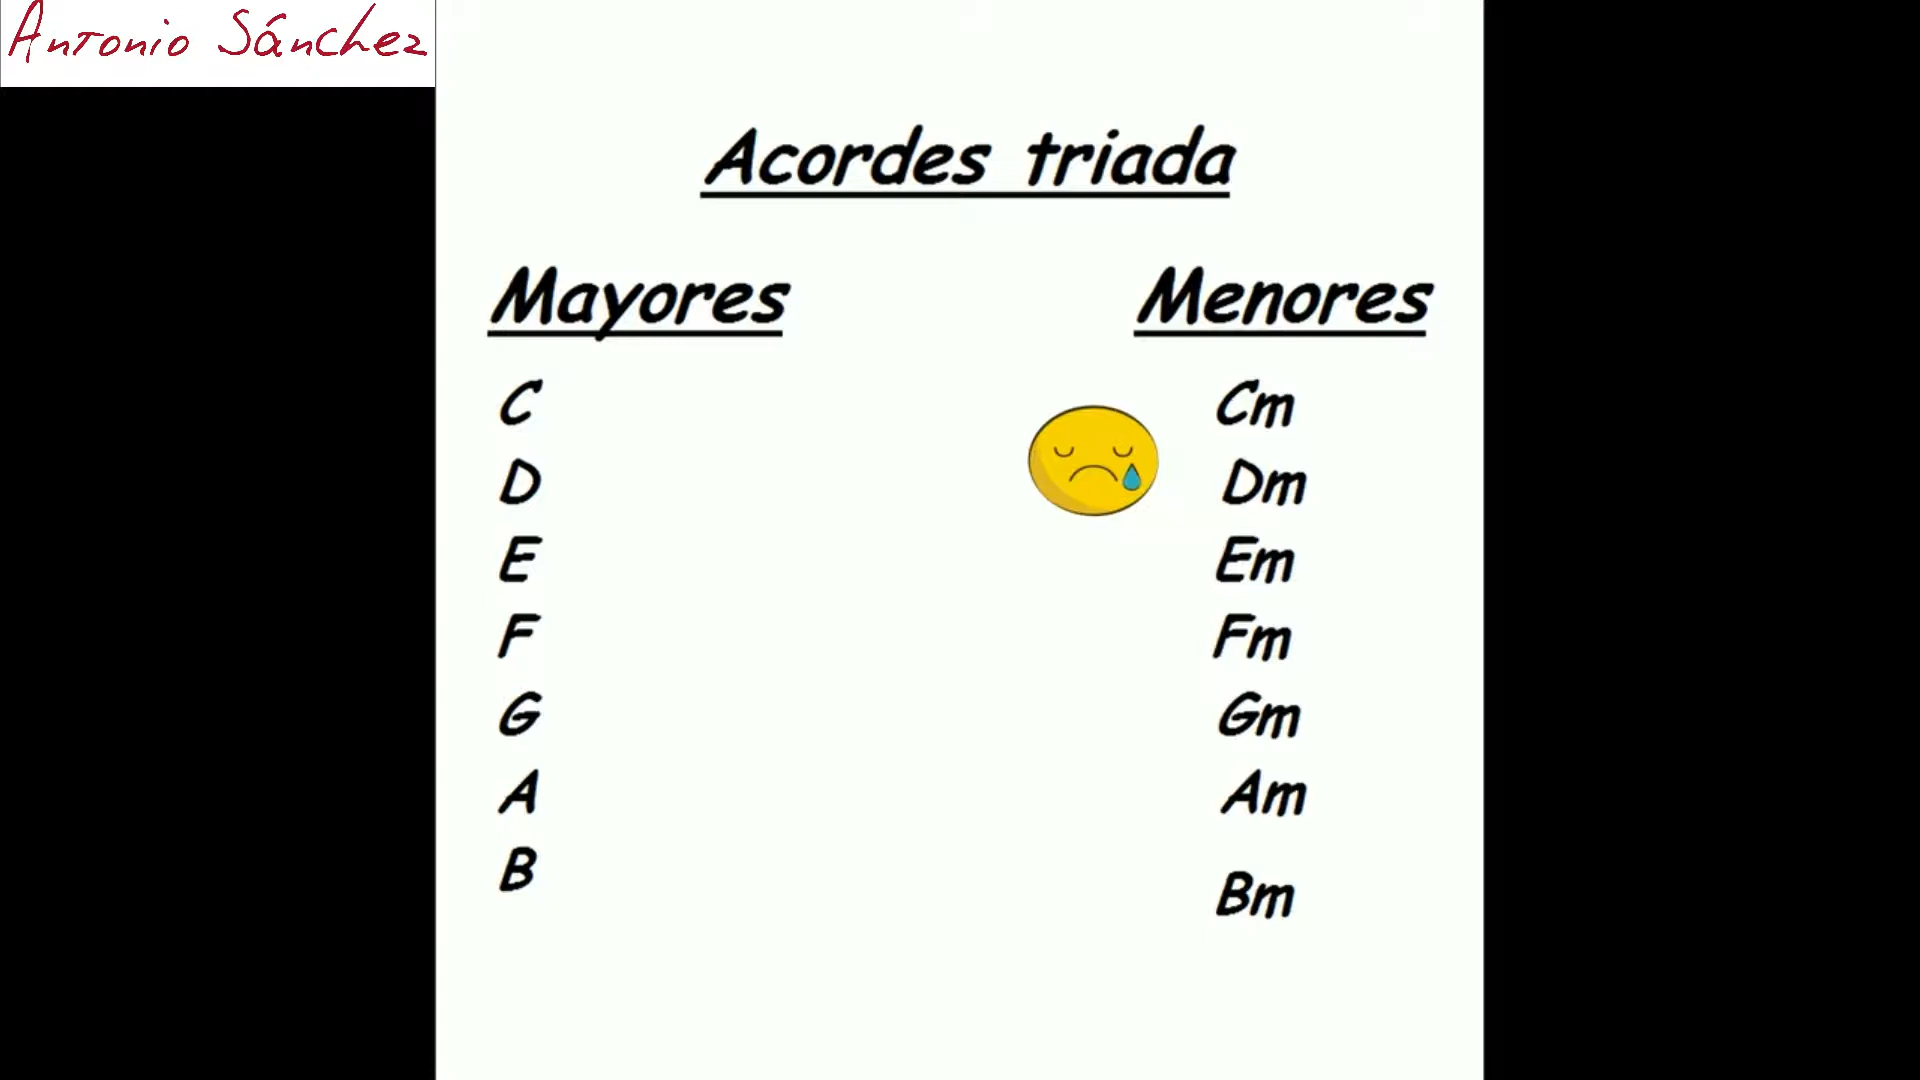 Antonio Sánchez
Acordes triada
Mayores
C
D
E
F
G
A
B
Menores
Cm
Dm
Em
Fm
Gm
Am
Bm